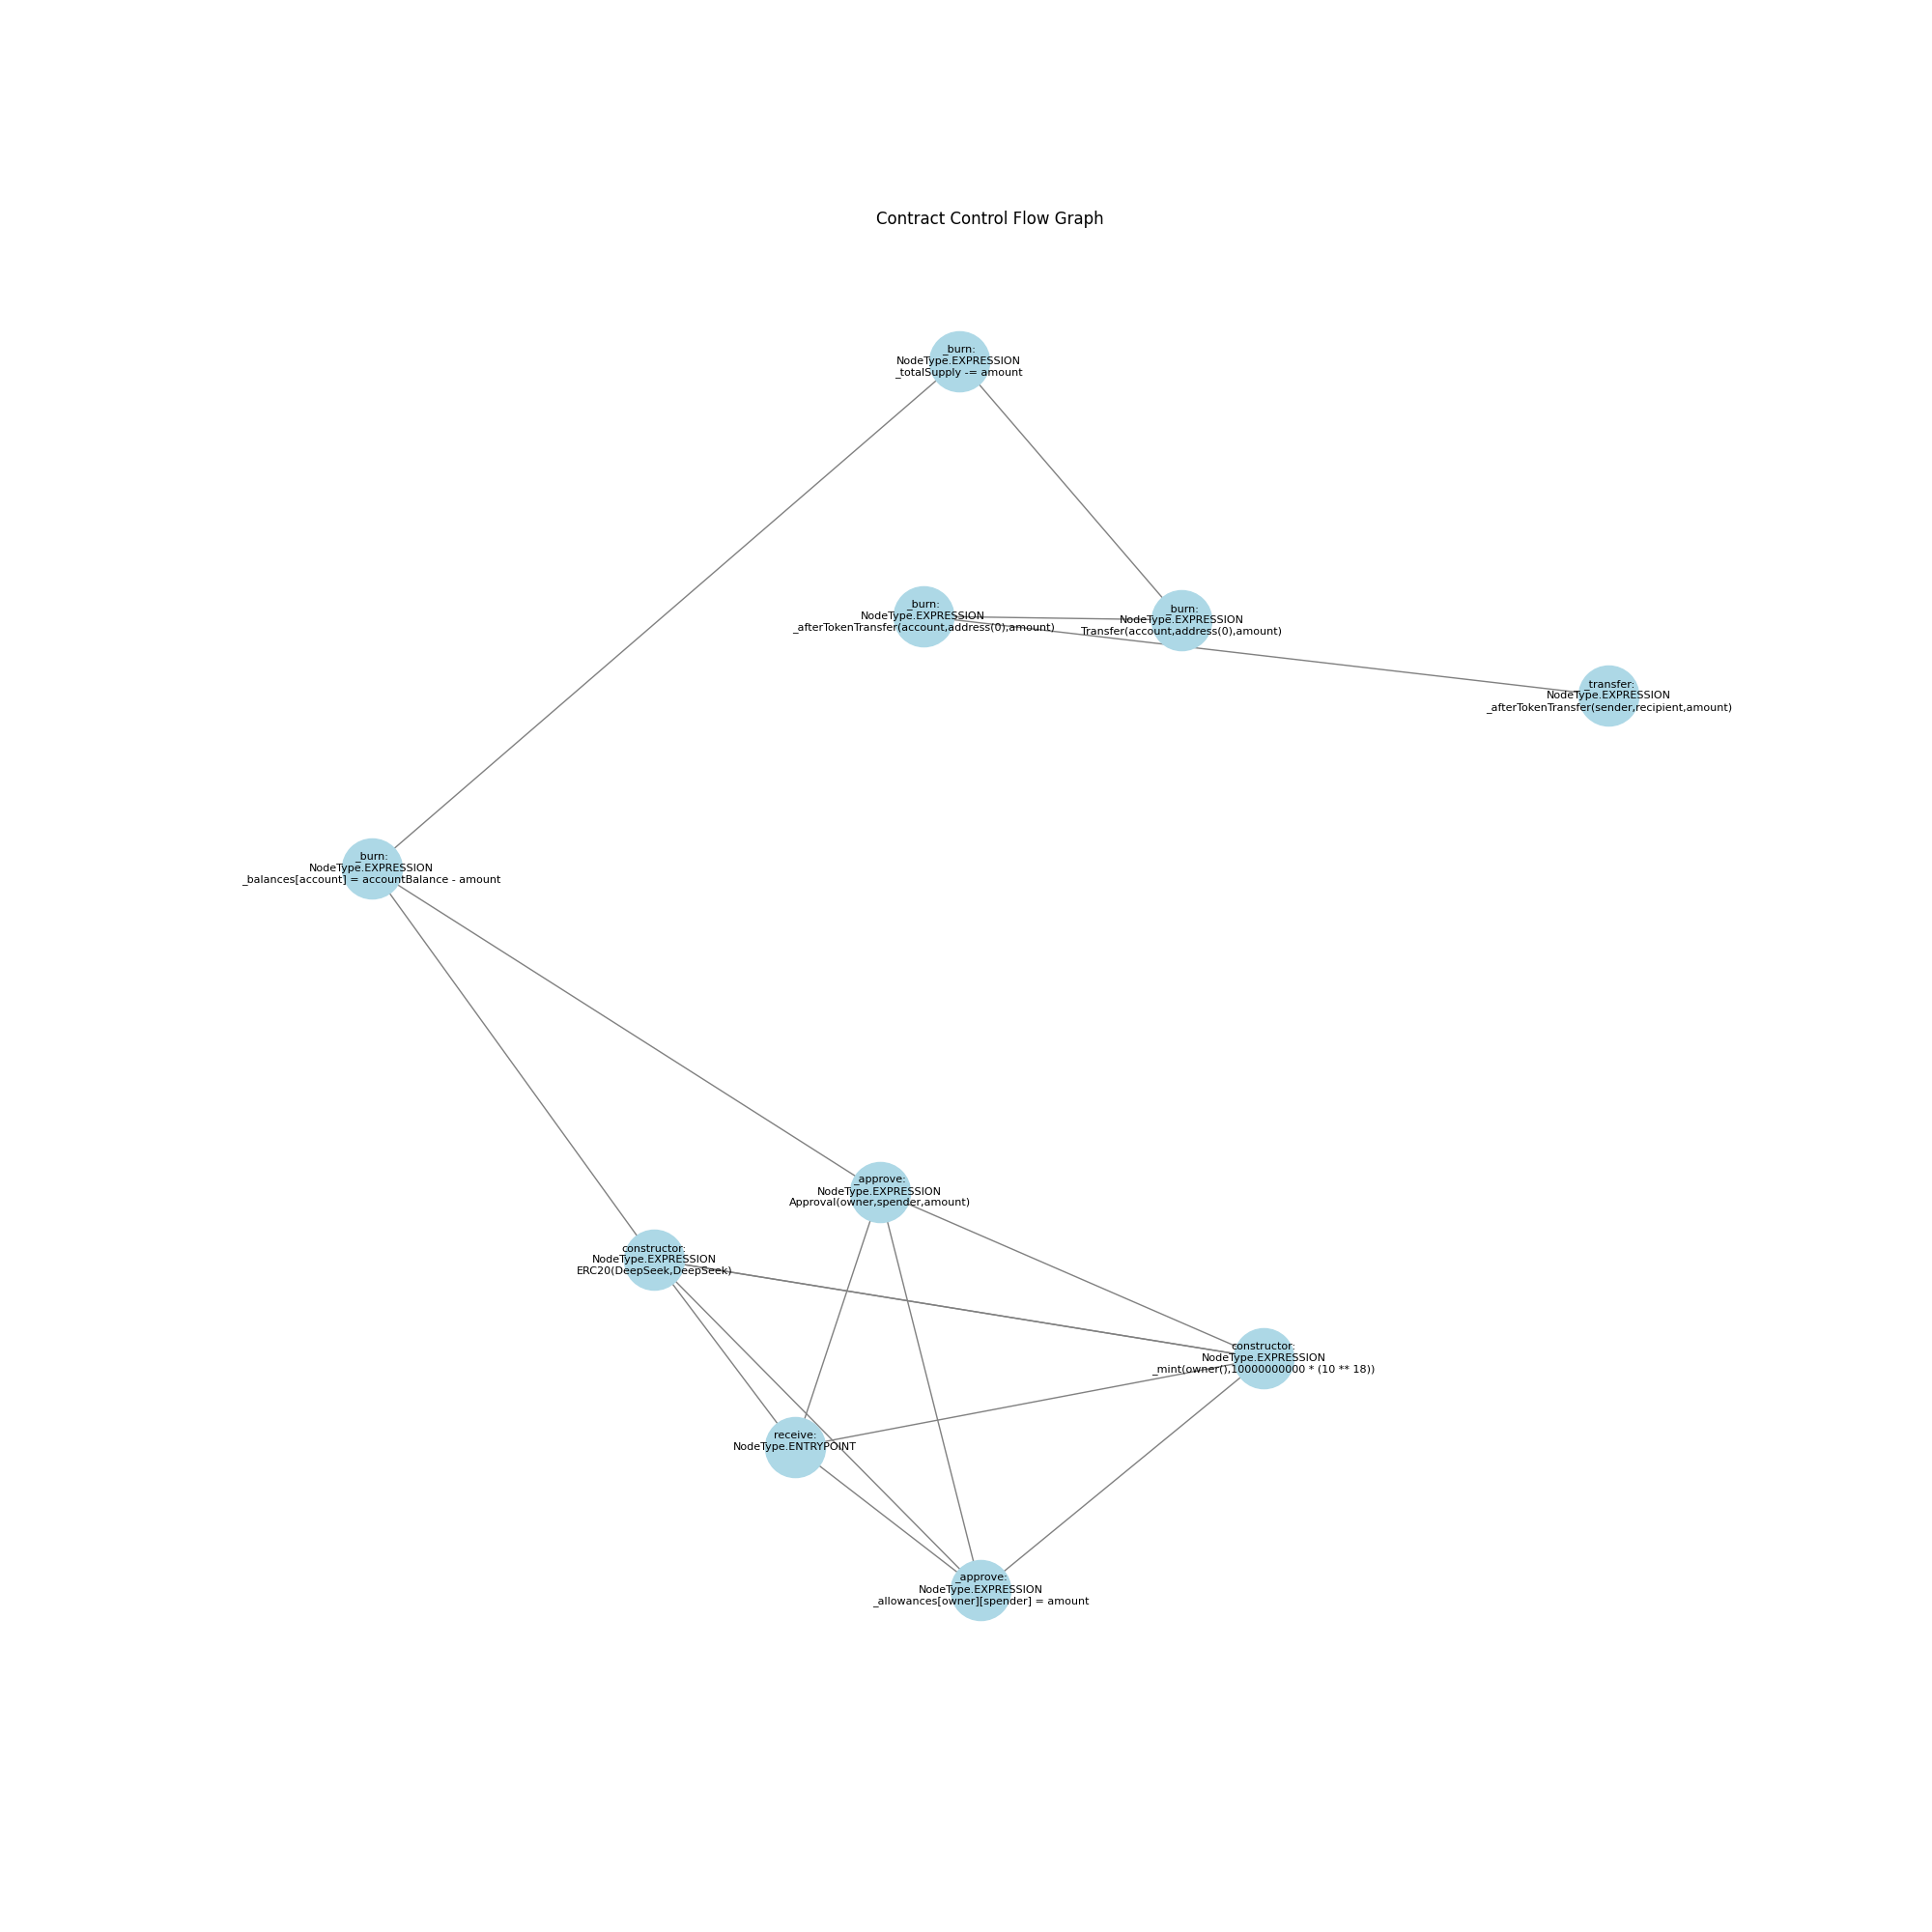 Contract Control Flow Graph
_burn:
NodeType.EXPRESSION
_totalSupply -= amount
_burn:
NodeType.EXPRESSION
_afterTokenTransfer(account,address(0),amount)
_burn:
NodeType.EXPRESSION
Transfer(account,address(0),amount)
_transfer:
NodeType.EXPRESSION
_afterTokenTransfer(sender,recipient,amount)
_burn:
NodeType.EXPRESSION
_balances[account] = accountBalance - amount
_approve:
NodeType.EXPRESSION
Approval(owner,spender,amount)
constructor:
NodeType.EXPRESSION
ERC20(DeepSeek,DeepSeek)
constructor:
NodeType.EXPRESSION
_mint(owner(),10000000000 * (10 ** 18))
receive:
NodeType.ENTRYPOINT
_approve:
NodeType.EXPRESSION
_allowances[owner][spender] = amount